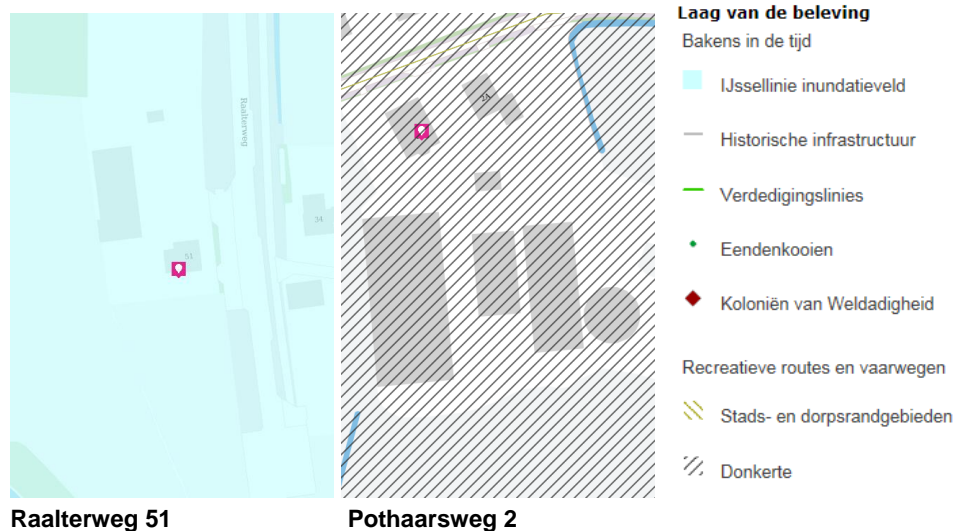 Laag van de beleving
Bakens in de tijd
IJssellinie inundatieveld
Historische infrastructuur
Verdedigingslinies
Eendenkooien
Koloniën van Weldadigheid
Recreatieve routes en vaarwegen
Stads- en dorpsrandgebieden
Donkerte
Raalterweg
51
34
2A
Raalterweg 51
Pothaarsweg 2